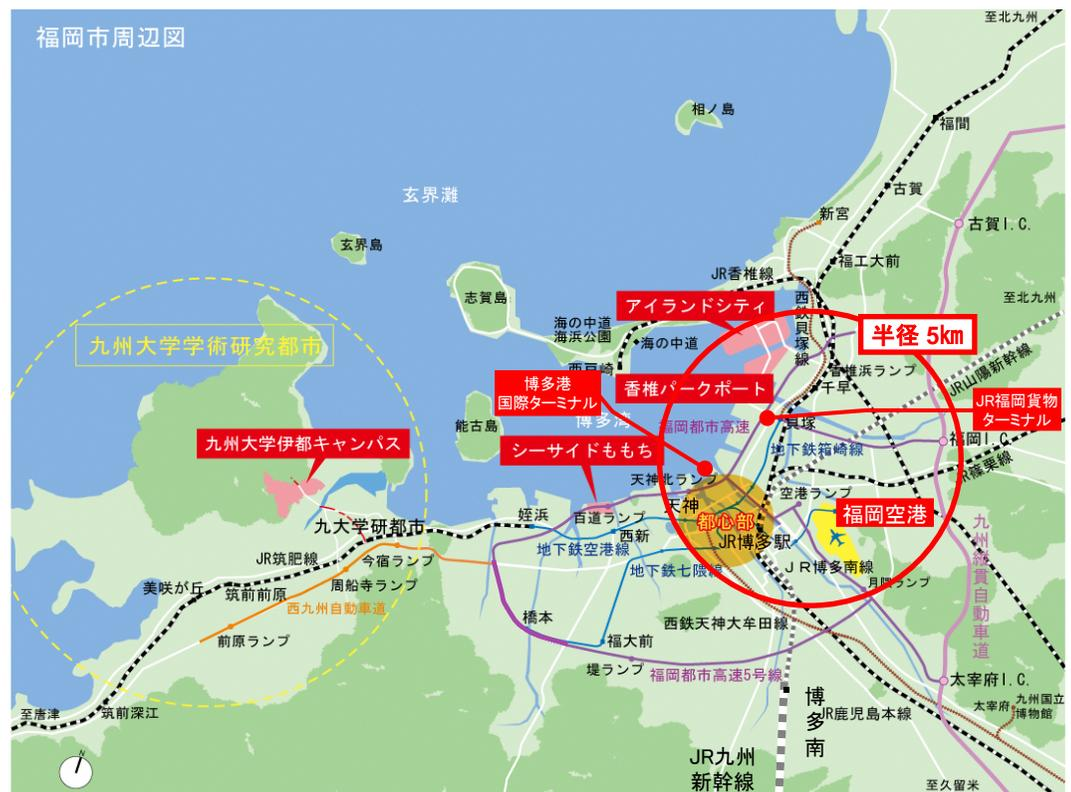 福岡市周辺図
至北九州
相ノ島
福間
玄界灘
古賀
新宮
古賀I.C.
玄界島
福工大前
JR香椎線
志賀島
西鉄貝塚線
至北九州
アイランドシティ
海の中道
海浜公園
海の中道
半径 5km
九州大学学術研究都市
西戸崎
香椎浜ランプ
JR山陽新幹線
博多港
国際ターミナル
香椎パークポート
千早
JR福岡貨物
ターミナル
博多湾
能古島
福岡都市高速
貝塚
九州大学伊都キャンパス
シーサイドももち
地下鉄箱崎線
福岡I.C.
JR篠栗線
天神北ランプ
空港ランプ
天神
都心部
福岡空港
九大学研都市
姪浜
百道ランプ
西新
JR博多駅
地下鉄空港線
JR筑肥線
今宿ランプ
地下鉄七隈線
JR博多南線
月隈ランプ
九州縦貫自動車道
美咲が丘
筑前前原
周船寺ランプ
西九州自動車道
橋本
西鉄天神大牟田線
前原ランプ
福大前
堤ランプ
福岡都市高速5号線
太宰府I.C.
博多南
太宰府
九州国立
博物館
至唐津
筑前深江
JR鹿児島本線
N
JR九州
新幹線
至久留米